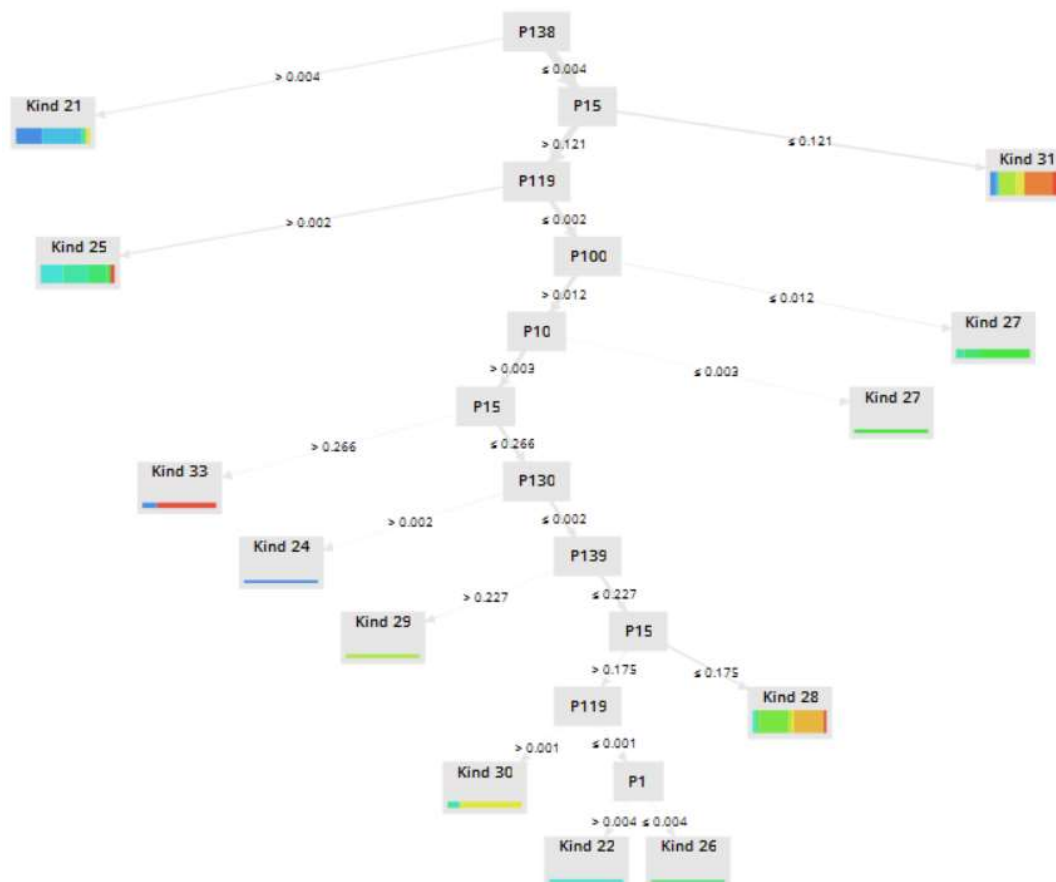 P138
≤ 0.004
> 0.004
Kind 21
P15
> 0.121
≤ 0.121
Kind 31
P119
≤ 0.002
> 0.002
Kind 25
P100
> 0.012
≤ 0.012
Kind 27
P10
> 0.003
≤ 0.003
Kind 27
P15
> 0.266
≤ 0.266
Kind 33
P130
> 0.002
≤ 0.002
Kind 24
P139
> 0.227
≤ 0.227
Kind 29
P15
> 0.175
≤ 0.175
Kind 28
P119
> 0.001
≤ 0.001
Kind 30
P1
> 0.004
≤ 0.004
Kind 22
Kind 26